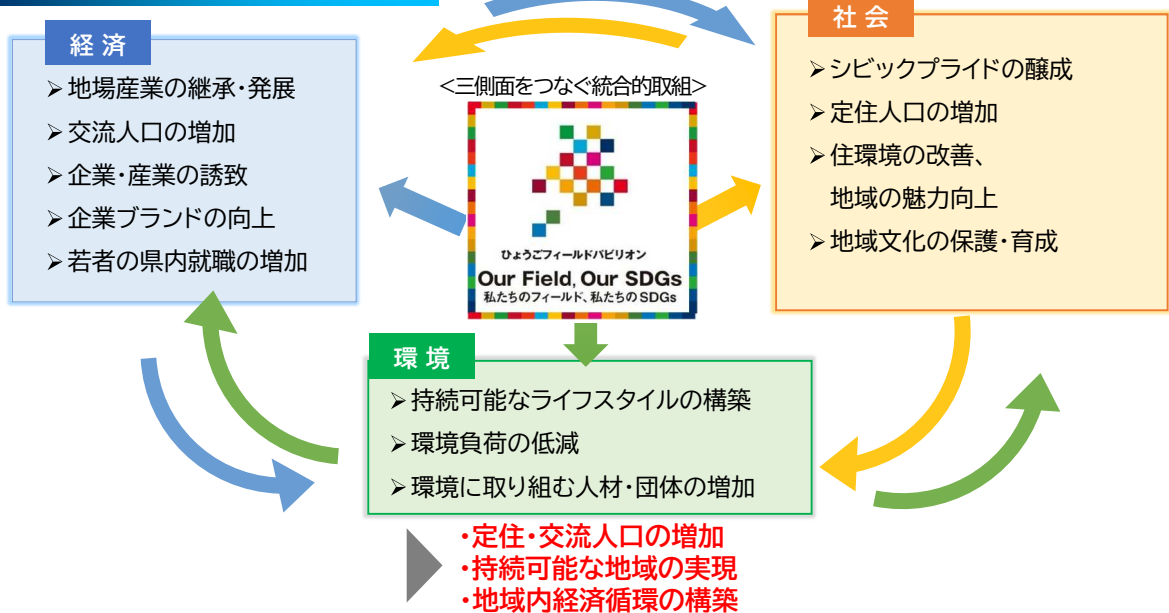 経 済
➢地場産業の継承・発展
➢交流人口の増加
➢企業・産業の誘致
➢企業ブランドの向上
➢若者の県内就職の増加
<三側面をつなぐ統合的取組>
ひょうごフィールドパビリオン
Our Field, Our SDGs
私たちのフィールド、私たちのSDGs
社 会
➢シビックプライドの醸成
➢定住人口の増加
➢住環境の改善、
地域の魅力向上
➢地域文化の保護・育成
環 境
➢持続可能なライフスタイルの構築
➢環境負荷の低減
➢環境に取り組む人材・団体の増加
・定住・交流人口の増加
・持続可能な地域の実現
・地域内経済循環の構築